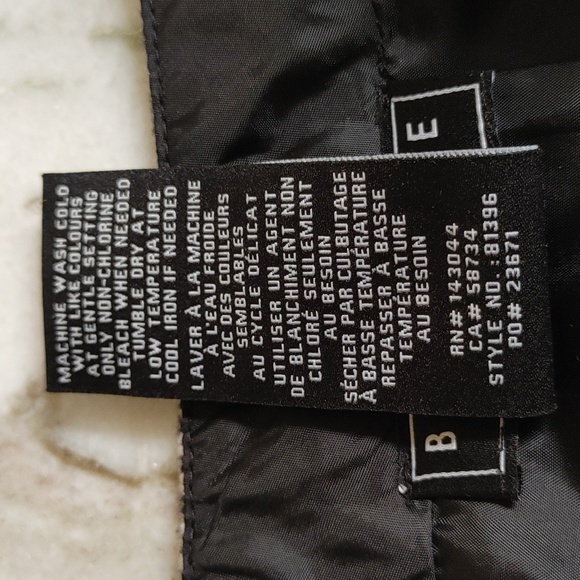 MACHINE WASH COLD
WITH LIKE COLOURS
AT GENTLE SETTING
ONLY NON-CHLORINE
BLEACH WHEN NEEDED
TUMBLE DRY AT
LOW TEMPERATURE
COOL IRON IF NEEDED
LAVER À LA MACHINE
À L'EAU FROIDE
AVEC DES COULEURS
SEMBLABLES
AU CYCLE DÉLICAT
UTILISER UN AGENT
DE BLANCHIMENT NON
CHLORÉ SEULEMENT
AU BESOIN
SÉCHER PAR CULBUTAGE
À BASSE TEMPÉRATURE
REPASSER À BASSE
TEMPÉRATURE
AU BESOIN
RN# 143044
CA# 58734
STYLE NO.:81396
PO# 23671
B E